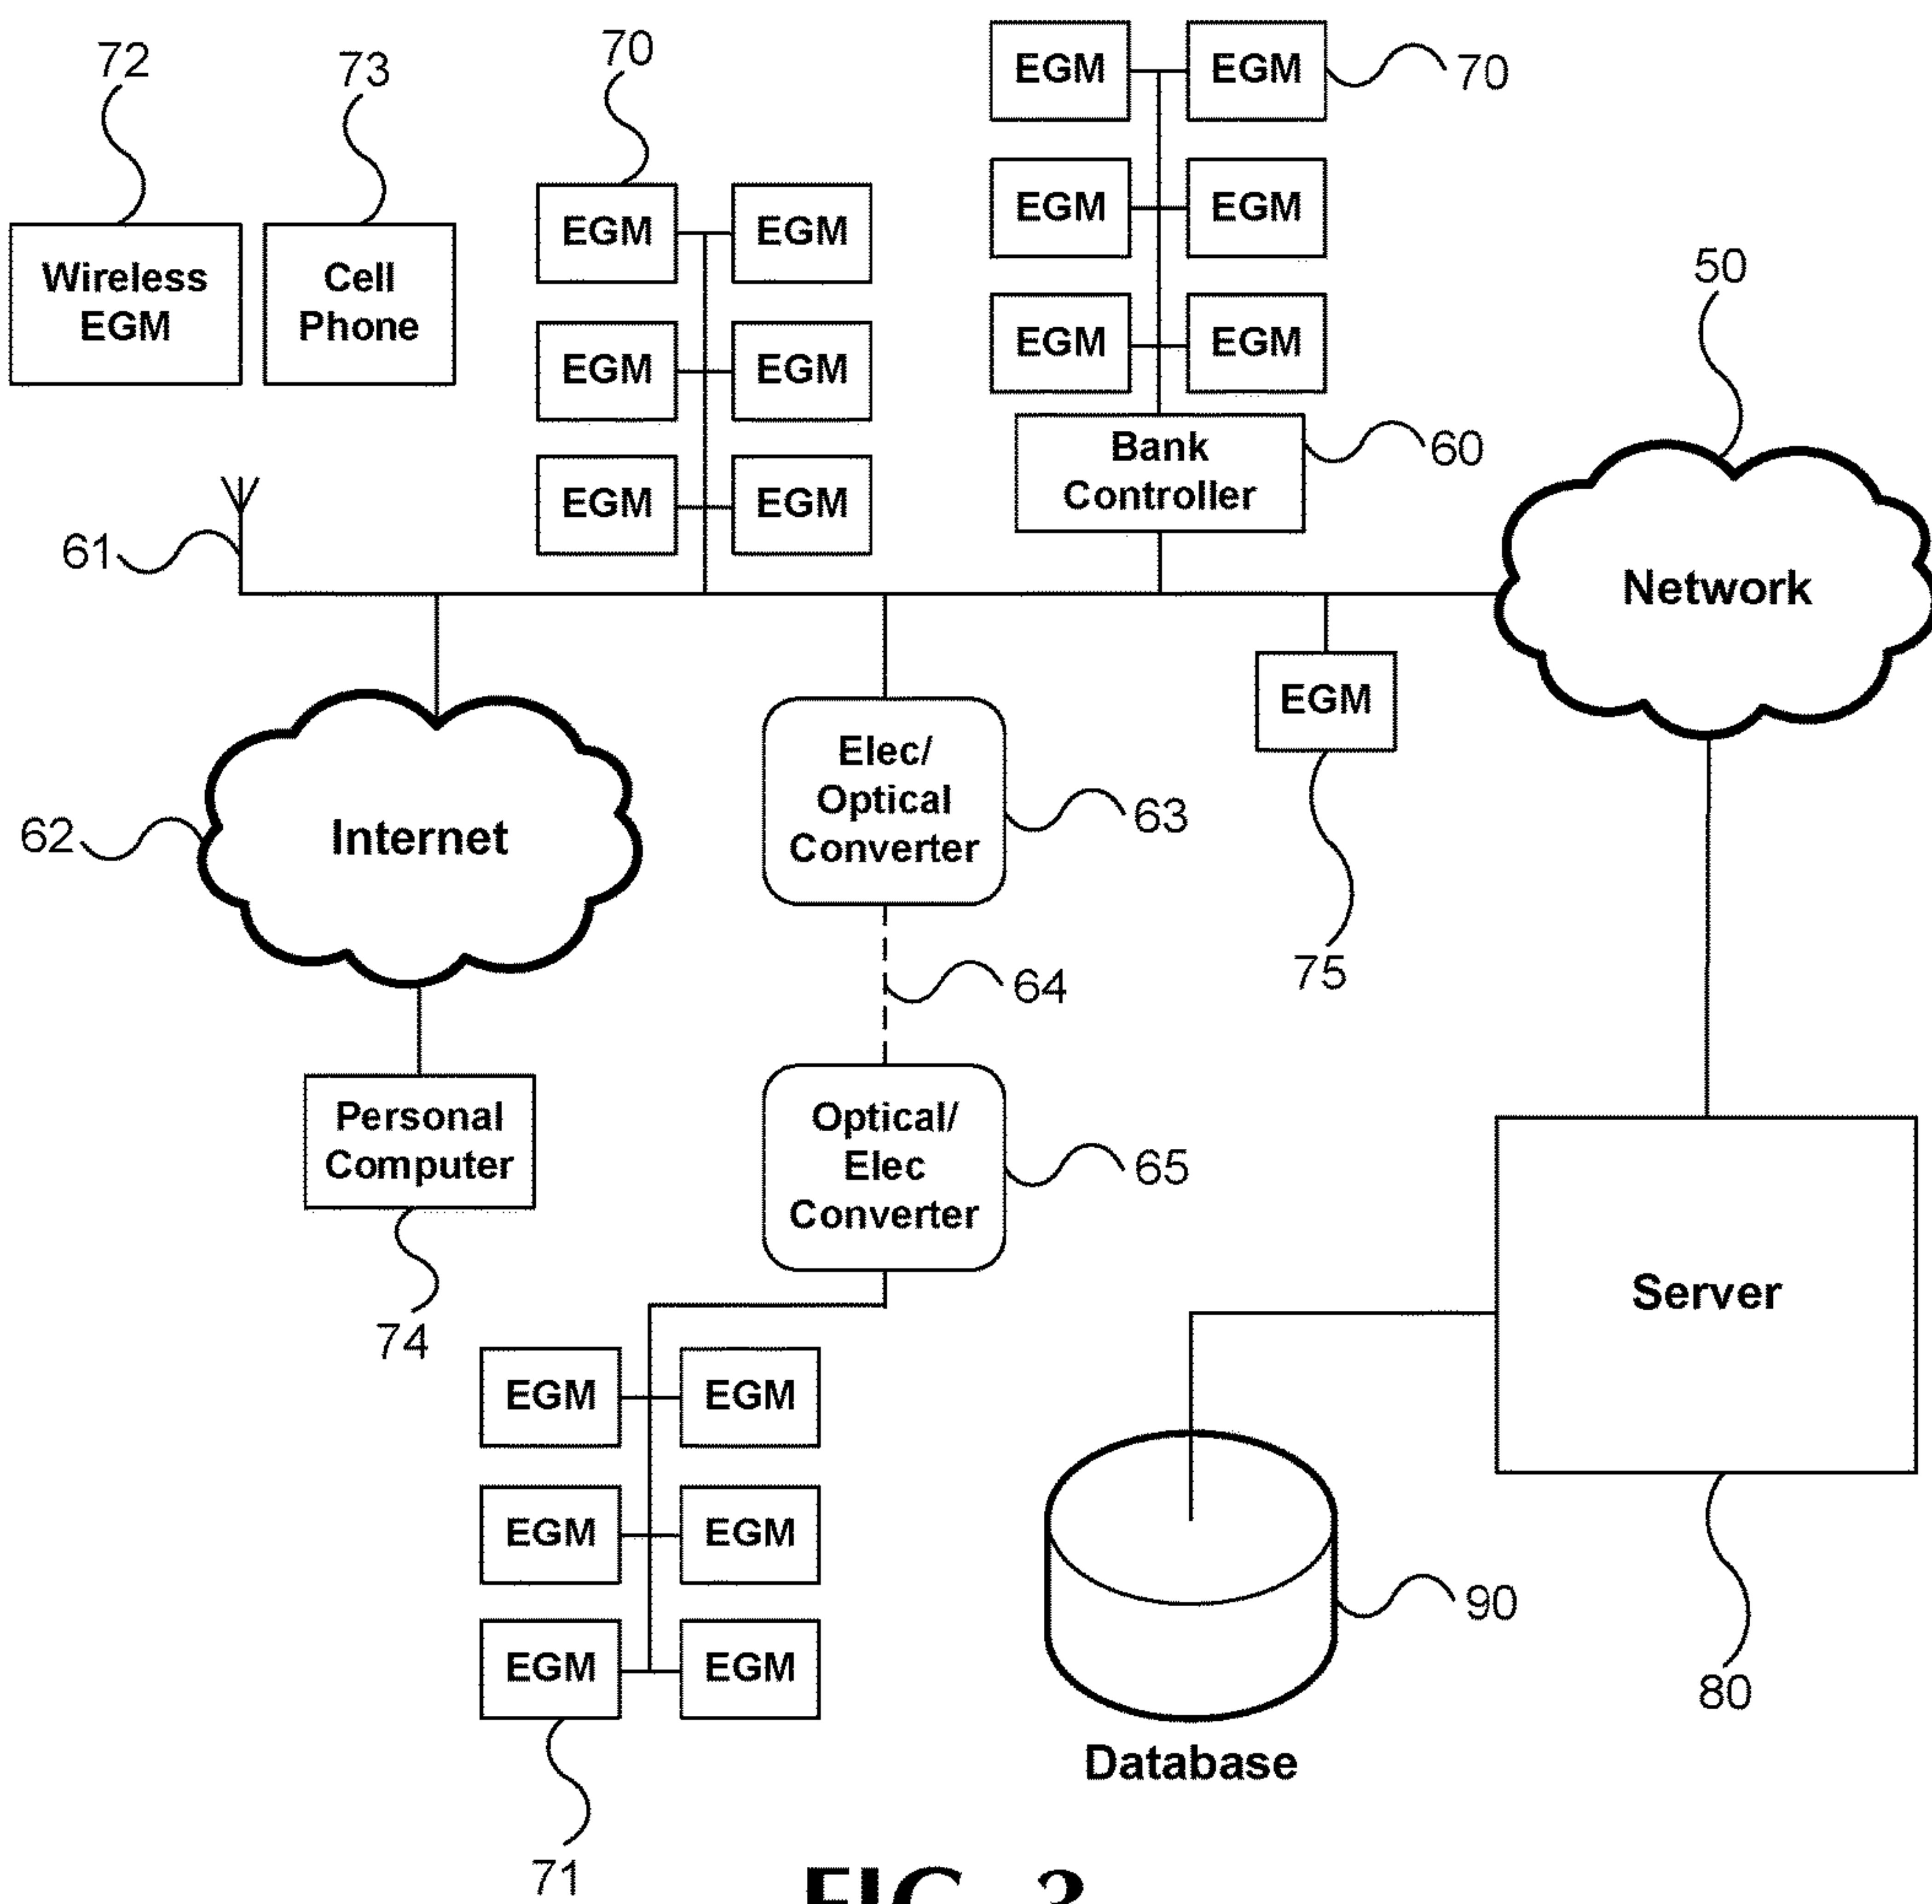 72
73
70
EGM
EGM
70
Wireless
EGM
Cell
Phone
EGM
EGM
EGM
EGM
EGM
EGM
EGM
EGM
EGM
EGM
50
Bank
Controller
60
61
Network
EGM
Elec/
Optical
Converter
63
62
Internet
75
64
Personal
Computer
Optical/
Elec
Converter
65
74
Server
EGM
EGM
EGM
EGM
EGM
EGM
90
80
Database
71
FIG. 3